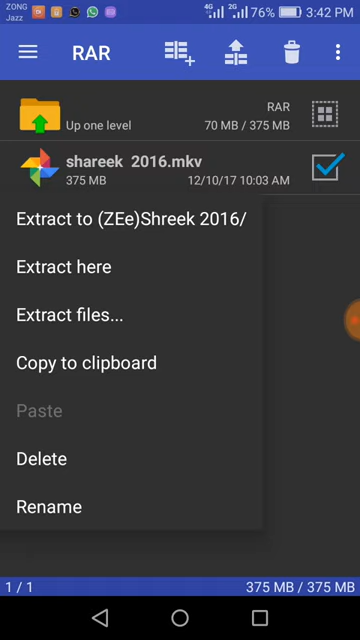 ZONG
Jazz
4G
2G
76%
3:42 PM
RAR
RAR
Up one level
70 MB / 375 MB
shareek 2016.mkv
375 MB
12/10/17 10:03 AM
Extract to (ZEe)Shreek 2016/
Extract here
Extract files...
Copy to clipboard
Paste
Delete
Rename
1 / 1
375 MB / 375 MB